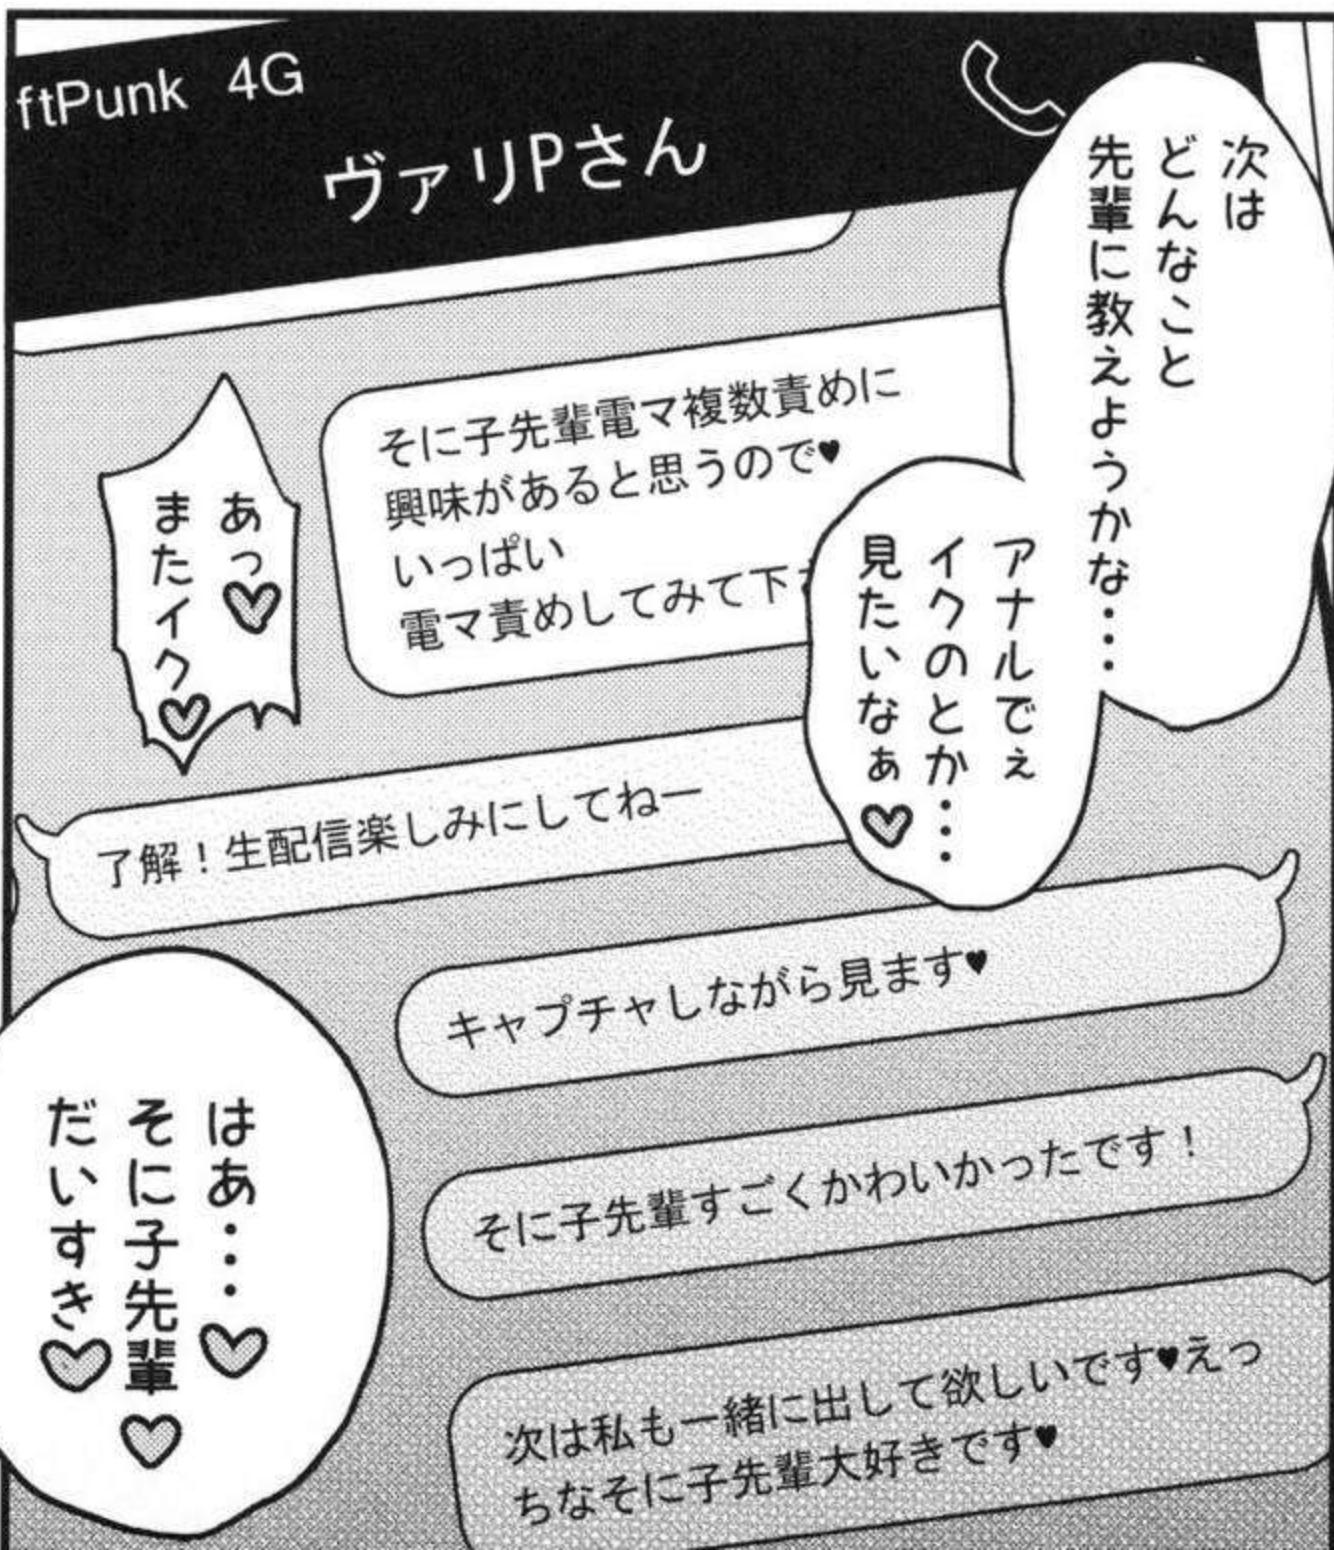 ftPunk 4G
ヴァリPさん
次は
どんなこと
先輩に教えようかな・・・
アナルでぇ
イクのとか・・・
見たいなぁ♡
そに子先輩電マ複数責めに
興味があると思うので♥
いっぱい
電マ責めしてみて下
あっ♡
またイク♡
了解！生配信楽しみにしてねー
キャプチャしながら見ます♥
そに子先輩すごくかわいかったです！
次は私も一緒に出して欲しいです♥えっ
ちなそに子先輩大好きです♥
はあ・・・♡
そに子先輩♡
だいすき♡